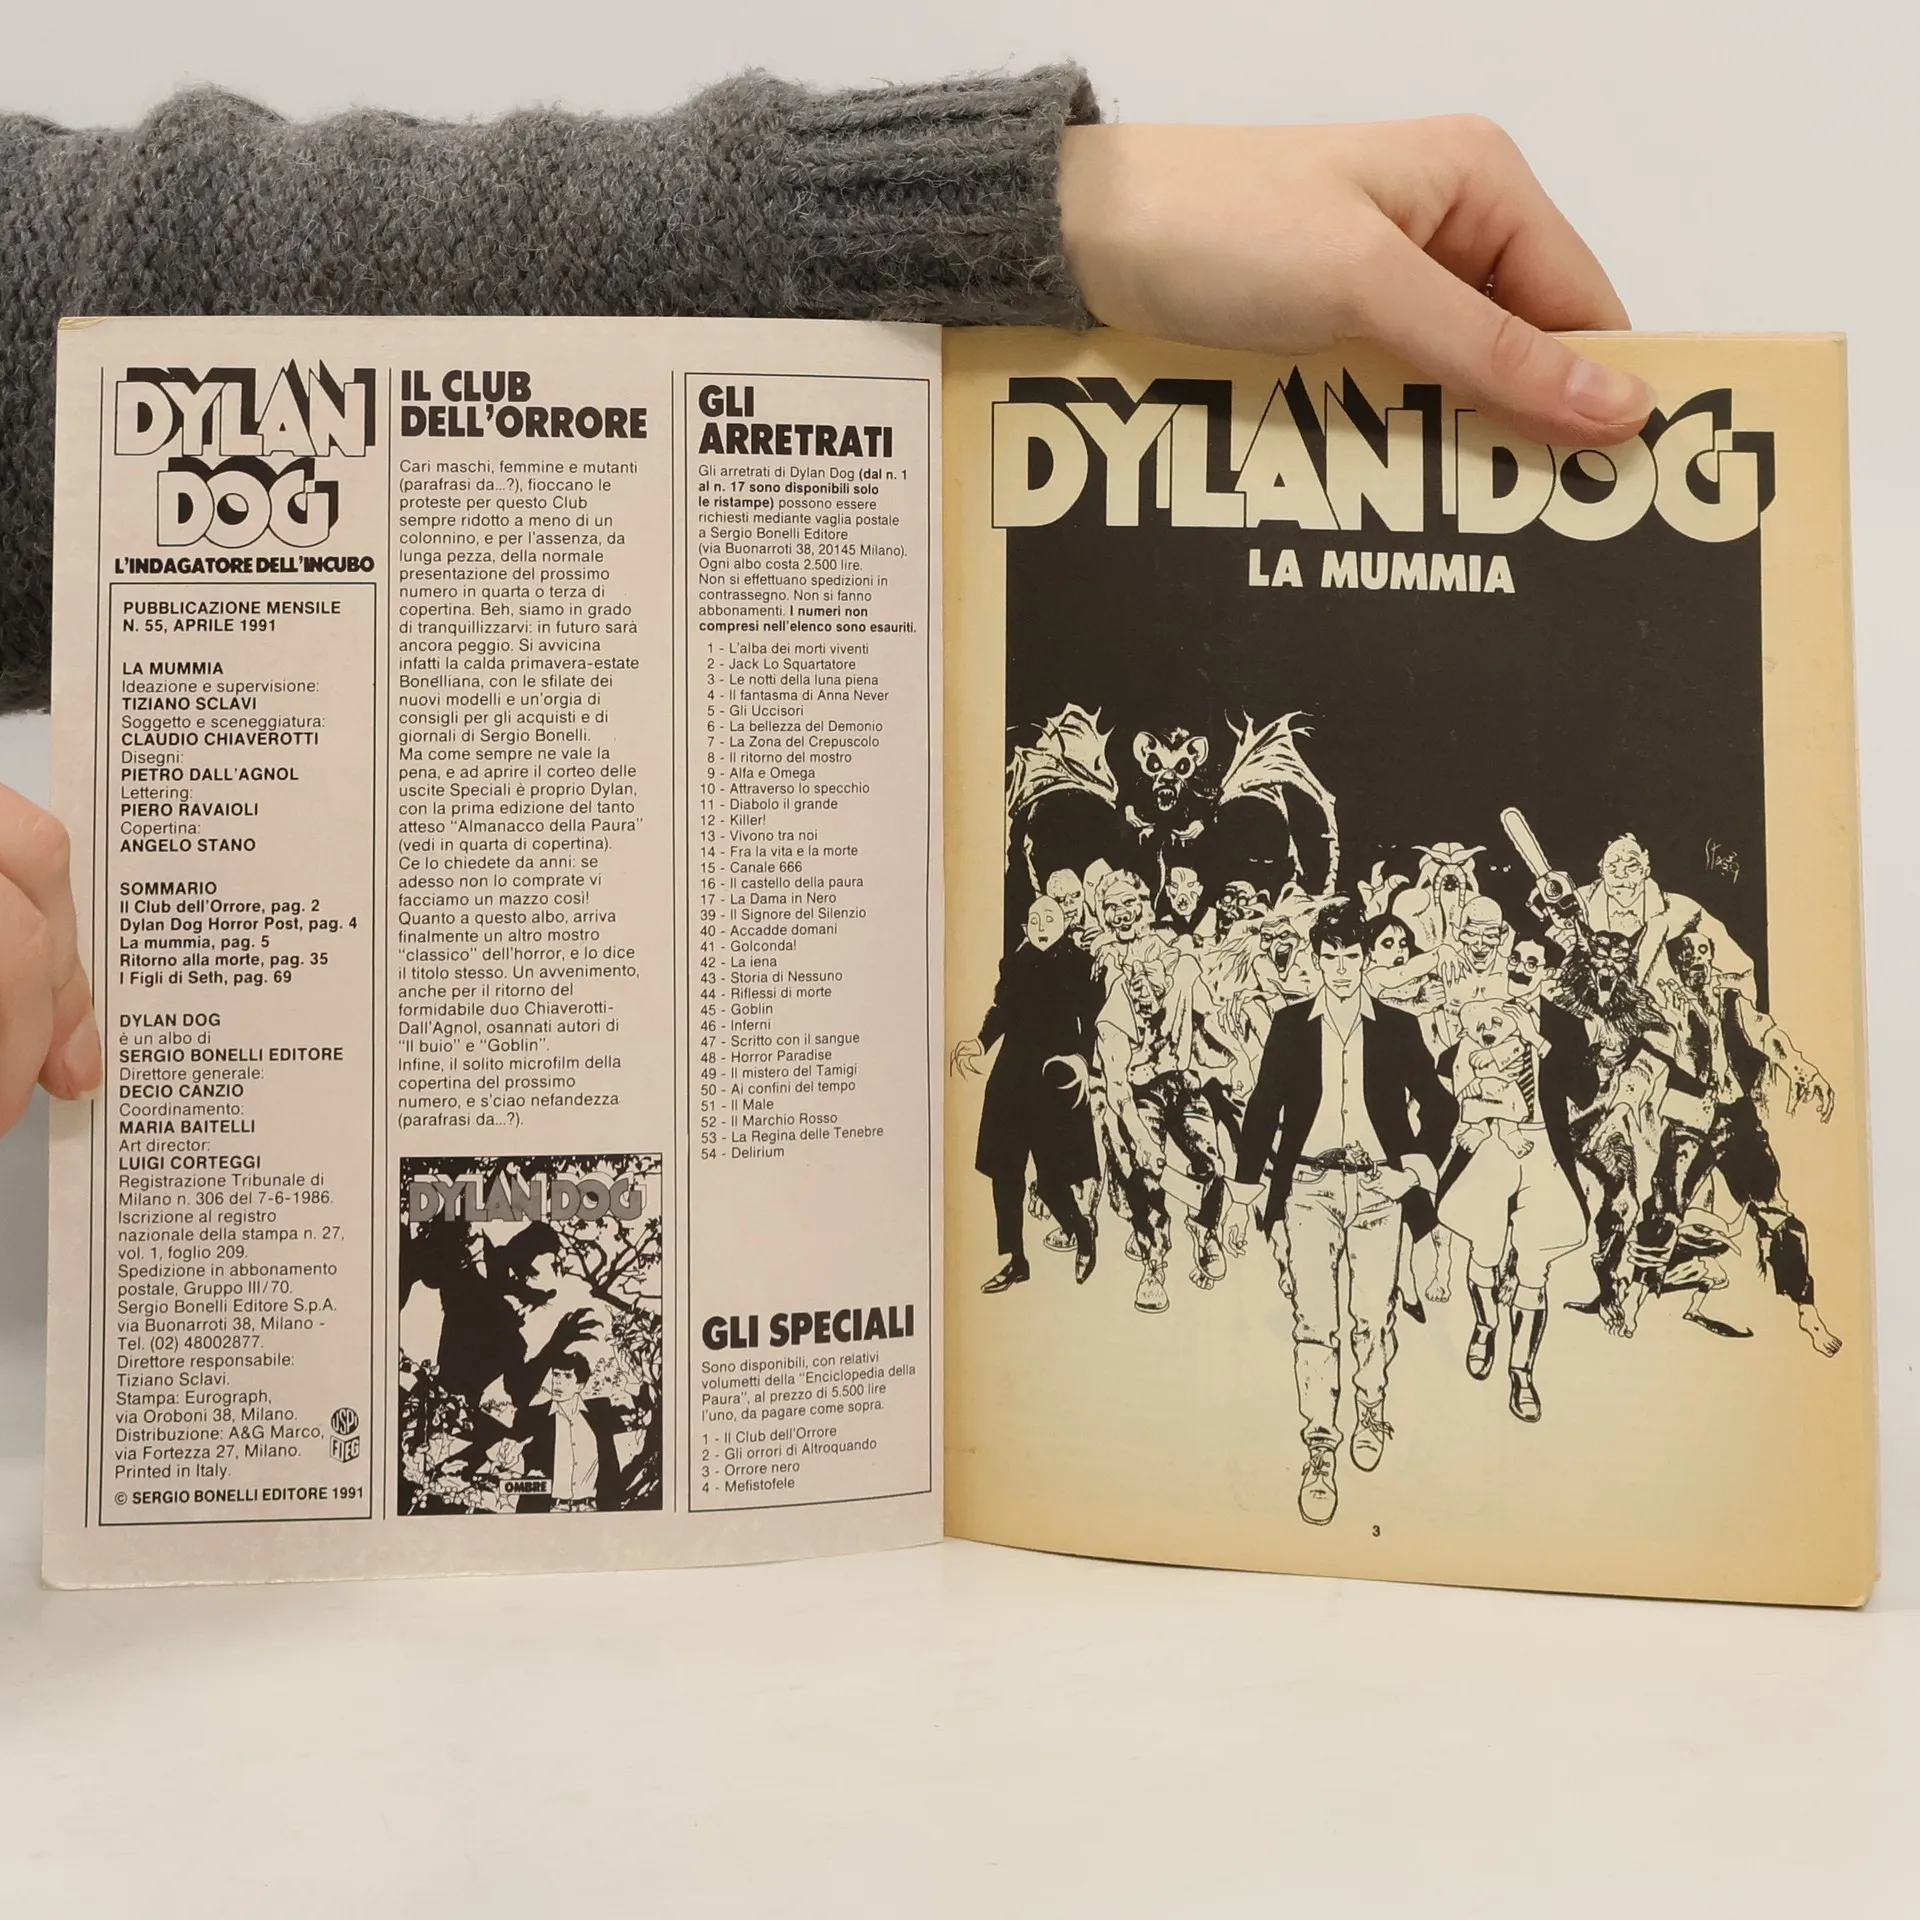 DYLAN
DOG
L'INDAGATORE DELL'INCUBO
PUBBLICAZIONE MENSILE
N. 55, APRILE 1991
LA MUMMIA
Ideazione e supervisione:
TIZIANO SCLAVI
Soggetto e sceneggiatura:
CLAUDIO CHIAVEROTTI
Disegni:
PIETRO DALL'AGNOL
Lettering:
PIERO RAVAIOLI
Copertina:
ANGELO STANO
SOMMARIO
Il Club dell'Orrore, pag. 2
Dylan Dog Horror Post, pag. 4
La mummia, pag. 5
Ritorno alla morte, pag. 35
I Figli di Seth, pag. 69
DYLAN DOG
è un albo di
SERGIO BONELLI EDITORE
Direttore generale:
DECIO CANZIO
Coordinamento:
MARIA BAITELLI
Art director:
LUIGI CORTEGGI
Registrazione Tribunale di
Milano n. 306 del 7-6-1986.
Iscrizione al registro
nazionale della stampa n. 27,
vol. 1, foglio 209.
Spedizione in abbonamento
postale, Gruppo III/70.
Sergio Bonelli Editore S.p.A.
via Buonarroti 38, Milano -
Tel. (02) 48002877.
Direttore responsabile:
Tiziano Sclavi.
Stampa: Eurograph,
via Oroboni 38, Milano.
Distribuzione: A&G Marco,
via Fortezza 27, Milano.
Printed in Italy.
USPI
FIEG
© SERGIO BONELLI EDITORE 1991
IL CLUB
DELL'ORRORE
Cari maschi, femmine e mutanti
(parafrasi da...?), fioccano le
proteste per questo Club
sempre ridotto a meno di un
colonnino, e per l'assenza, da
lunga pezza, della normale
presentazione del prossimo
numero in quarta o terza di
copertina. Beh, siamo in grado
di tranquillizzarvi: in futuro sarà
ancora peggio. Si avvicina
infatti la calda primavera-estate
Bonelliana, con le sfilate dei
nuovi modelli e un'orgia di
consigli per gli acquisti e di
giornali di Sergio Bonelli.
Ma come sempre ne vale la
pena, e ad aprire il corteo delle
uscite Speciali è proprio Dylan,
con la prima edizione del tanto
atteso "Almanacco della Paura"
(vedi in quarta di copertina).
Ce lo chiedete da anni: se
adesso non lo comprate vi
facciamo un mazzo così!
Quanto a questo albo, arriva
finalmente un altro mostro
"classico" dell'horror, e lo dice
il titolo stesso. Un avvenimento,
anche per il ritorno del
formidabile duo Chiaverotti-
Dall'Agnol, osannati autori di
"Il buio" e "Goblin".
Infine, il solito microfilm della
copertina del prossimo
numero, e s'ciao nefandezza
(parafrasi da...?).
DYLAN DOG
OMBRE
GLI
ARRETRATI
Gli arretrati di Dylan Dog (dal n. 1
al n. 17 sono disponibili solo
le ristampe) possono essere
richiesti mediante vaglia postale
a Sergio Bonelli Editore
(via Buonarroti 38, 20145 Milano).
Ogni albo costa 2.500 lire.
Non si effettuano spedizioni in
contrassegno. Non si fanno
abbonamenti. I numeri non
compresi nell'elenco sono esauriti.
1 - L'alba dei morti viventi
2 - Jack Lo Squartatore
3 - Le notti della luna piena
4 - Il fantasma di Anna Never
5 - Gli Uccisori
6 - La bellezza del Demonio
7 - La Zona del Crepuscolo
8 - Il ritorno del mostro
9 - Alfa e Omega
10 - Attraverso lo specchio
11 - Diabolo il grande
12 - Killer!
13 - Vivono tra noi
14 - Fra la vita e la morte
15 - Canale 666
16 - Il castello della paura
17 - La Dama in Nero
39 - Il Signore del Silenzio
40 - Accadde domani
41 - Golconda!
42 - La iena
43 - Storia di Nessuno
44 - Riflessi di morte
45 - Goblin
46 - Inferni
47 - Scritto con il sangue
48 - Horror Paradise
49 - Il mistero del Tamigi
50 - Ai confini del tempo
51 - Il Male
52 - Il Marchio Rosso
53 - La Regina delle Tenebre
54 - Delirium
GLI SPECIALI
Sono disponibili, con relativi
volumetti della "Enciclopedia della
Paura", al prezzo di 5.500 lire
l'uno, da pagare come sopra.
1 - Il Club dell'Orrore
2 - Gli orrori di Altroquando
3 - Orrore nero
4 - Mefistofele
DYLAN DOG
LA MUMMIA
3